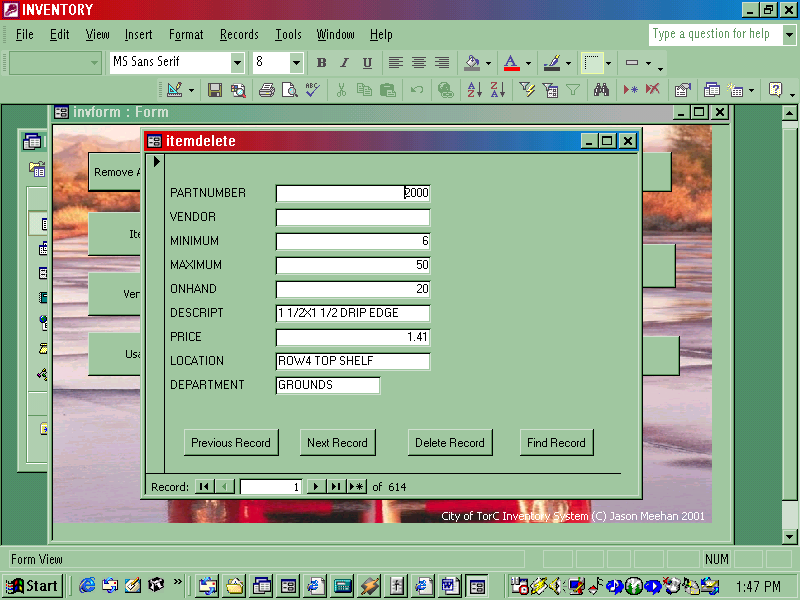 INVENTORY
File Edit View Insert Format Records Tools Window Help Type a question for help
MS Sans Serif 8 B I U
invform : Form
itemdelete
Remove A
PARTNUMBER 2000
VENDOR
Ite
MINIMUM 6
MAXIMUM 50
ONHAND 20
Ven
DESCRIPT 1 1/2X1 1/2 DRIP EDGE
PRICE 1.41
Usa
LOCATION ROW4 TOP SHELF
DEPARTMENT GROUNDS
Previous Record Next Record Delete Record Find Record
Record: 1 of 614
City of TorC Inventory System (C) Jason Meehan 2001
Form View NUM
Start » 1:47 PM